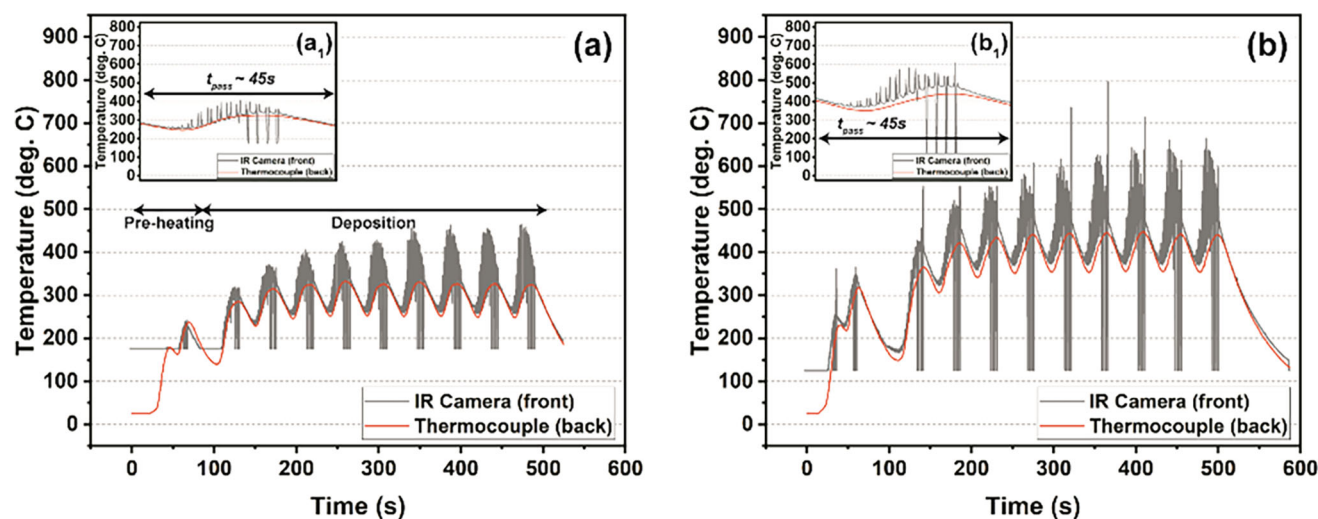 (a)
Temperature (deg. C)
900
800
700
600
500
400
300
200
100
0
0
100
200
300
400
500
600
Time (s)
Pre-heating
Deposition
IR Camera (front)
Thermocouple (back)
(a1)
Temperature (deg. C)
800
700
600
500
400
300
200
100
0
tpass ~ 45s
IR Camera (front)
Thermocouple (back)
(b)
Temperature (deg. C)
900
800
700
600
500
400
300
200
100
0
0
100
200
300
400
500
600
Time (s)
IR Camera (front)
Thermocouple (back)
(b1)
Temperature (deg. C)
800
700
600
500
400
300
200
100
0
tpass ~ 45s
IR Camera (front)
Thermocouple (back)